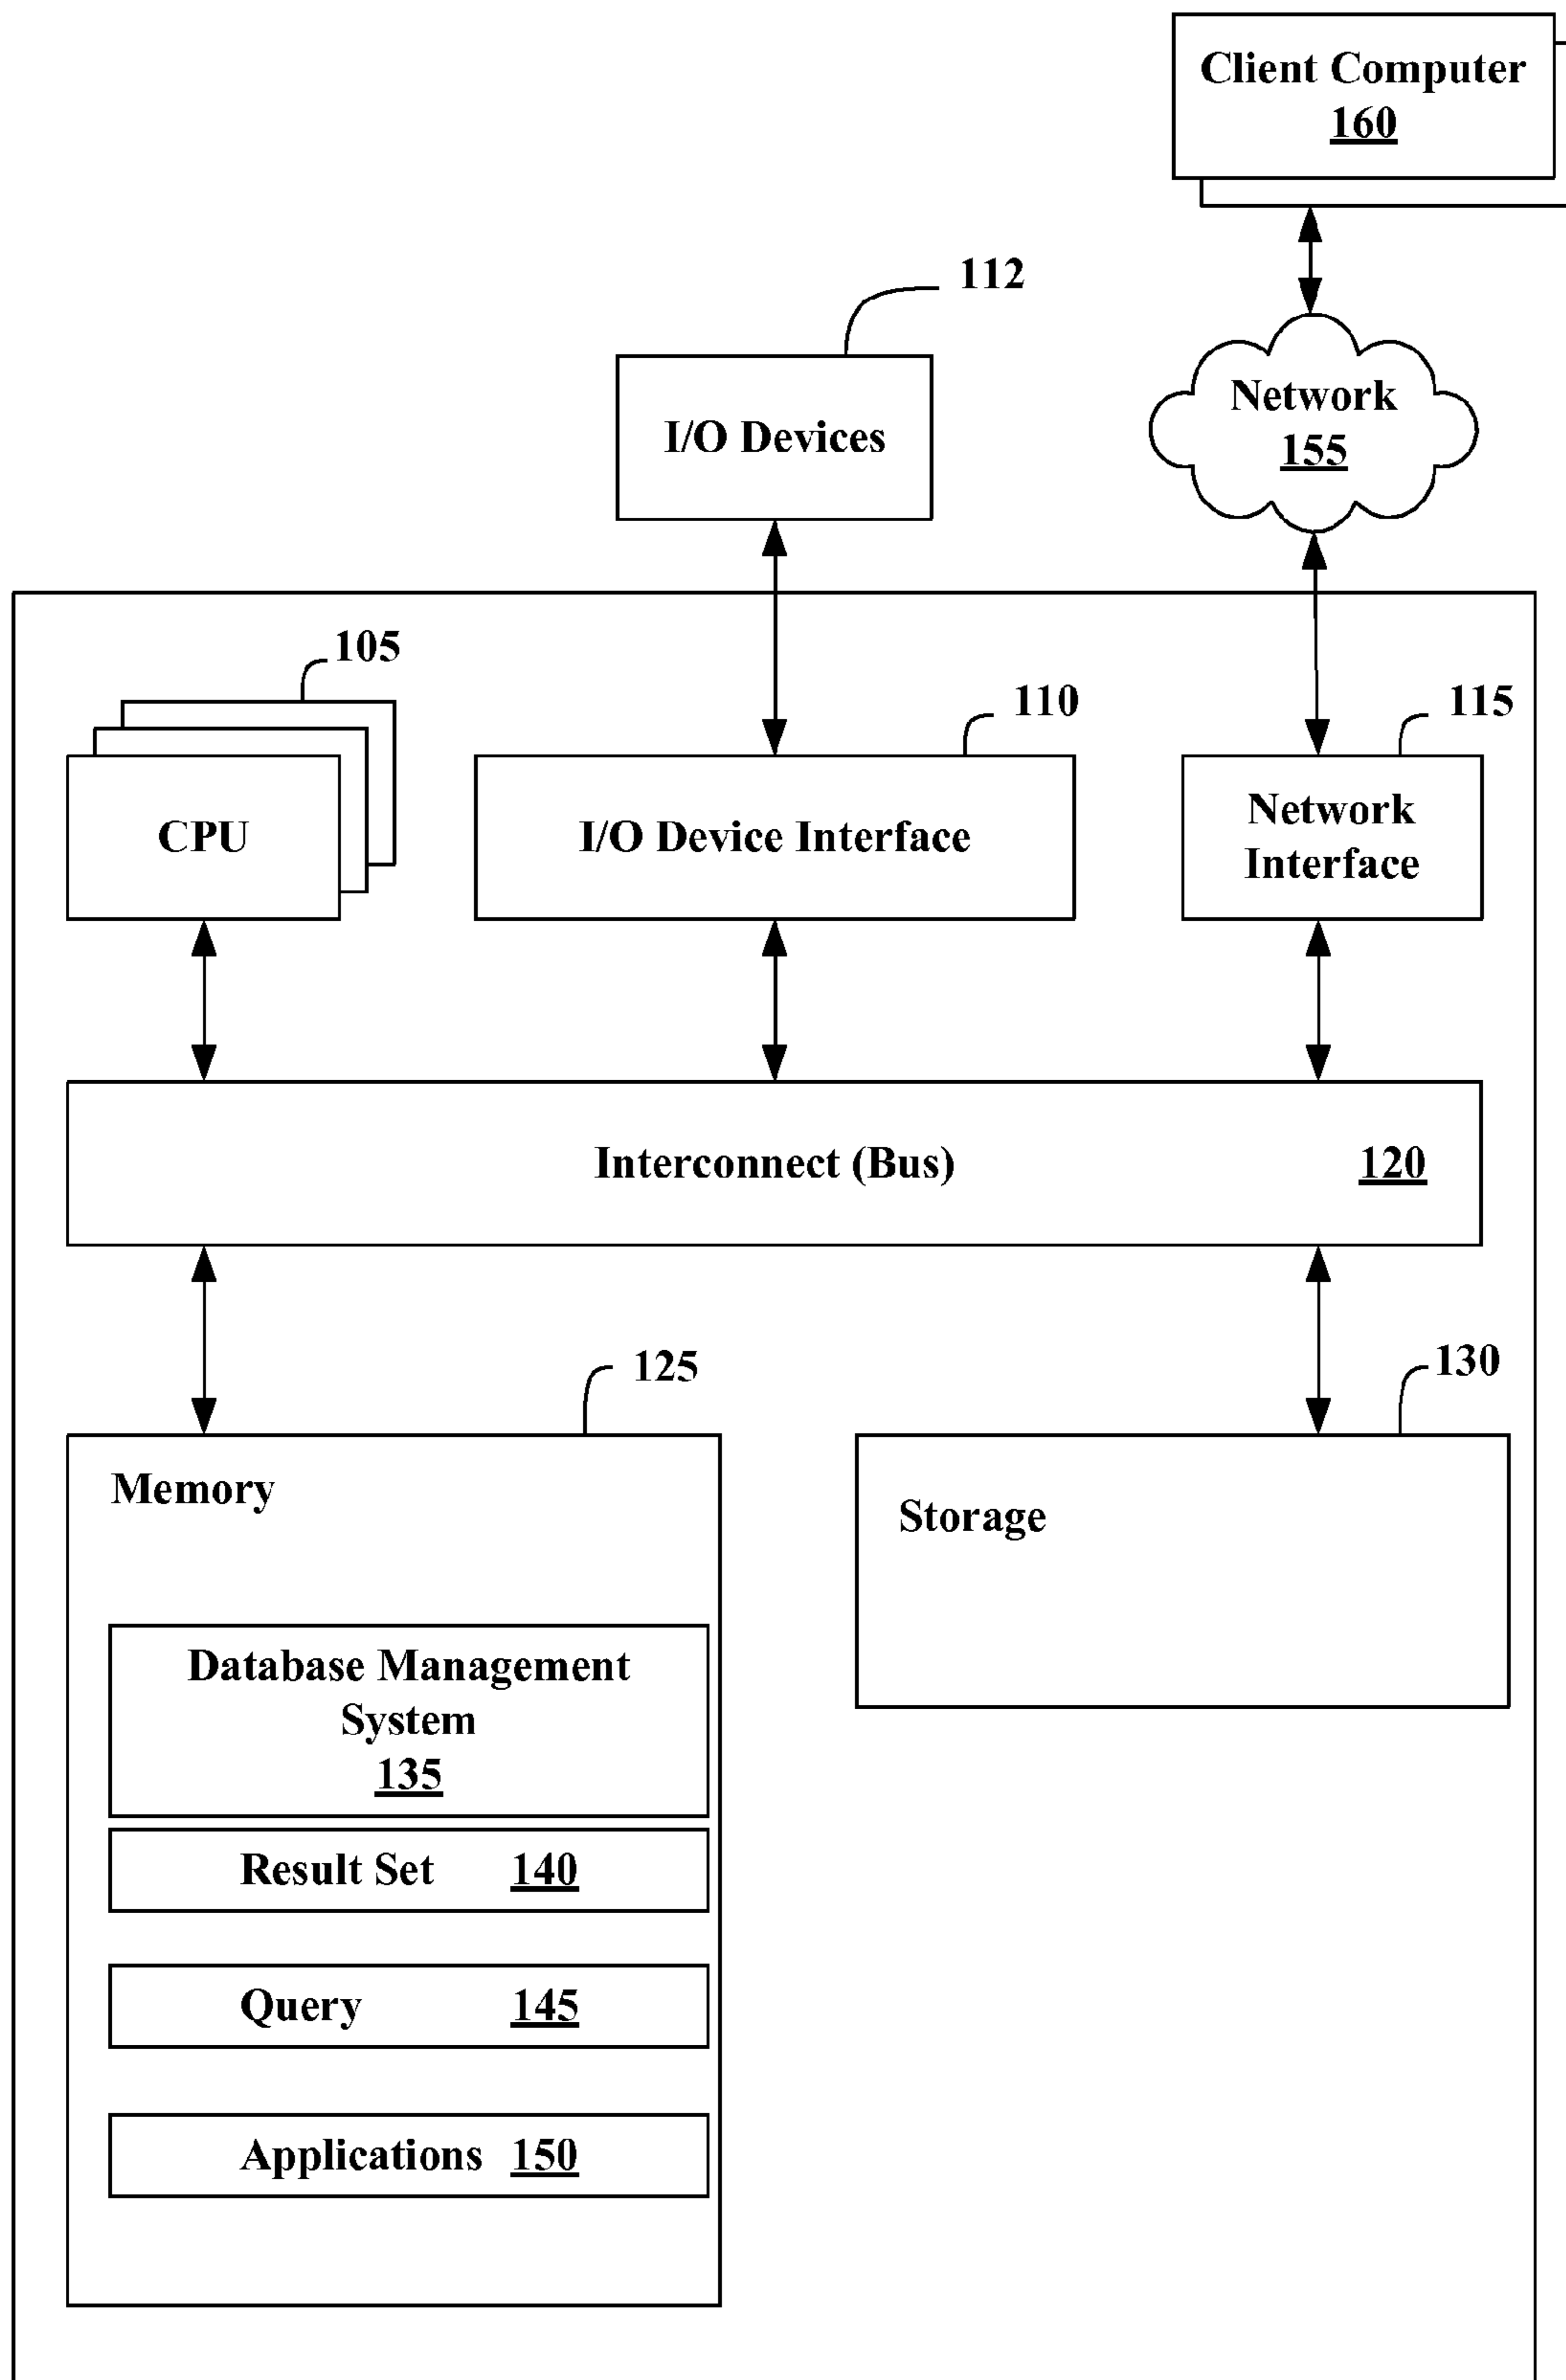 Client Computer
160
112
I/O Devices
Network
155
105
110
115
CPU
I/O Device Interface
Network
Interface
Interconnect (Bus) 120
125
130
Memory
Storage
Database Management
System
135
Result Set 140
Query 145
Applications 150